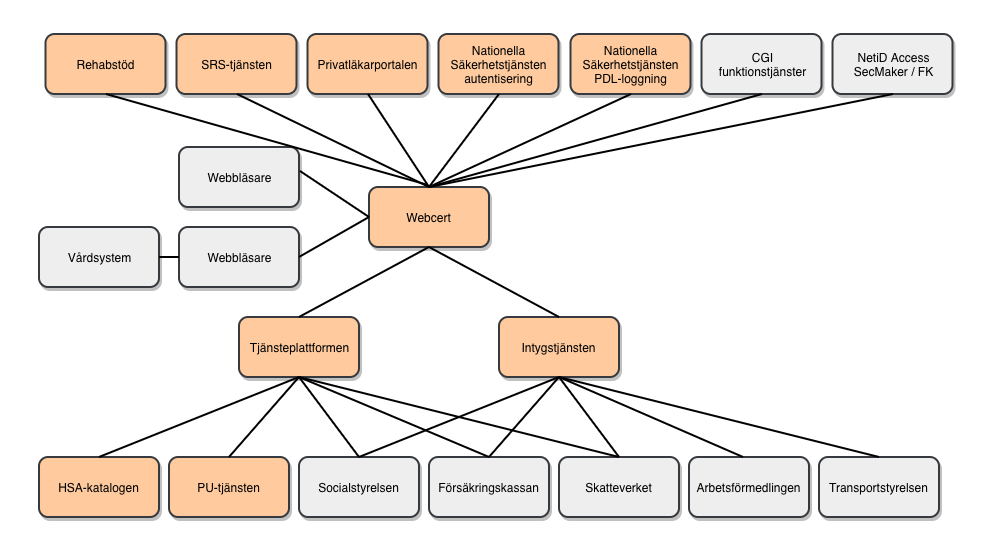 Rehabstöd
SRS-tjänsten
Privatläkarportalen
Nationella
Säkerhetstjänsten
autentisering
Nationella
Säkerhetstjänsten
PDL-loggning
CGI
funktionstjänster
NetiD Access
SecMaker / FK
Webbläsare
Webcert
Vårdsystem
Webbläsare
Tjänsteplattformen
Intygstjänsten
HSA-katalogen
PU-tjänsten
Socialstyrelsen
Försäkringskassan
Skatteverket
Arbetsförmedlingen
Transportstyrelsen